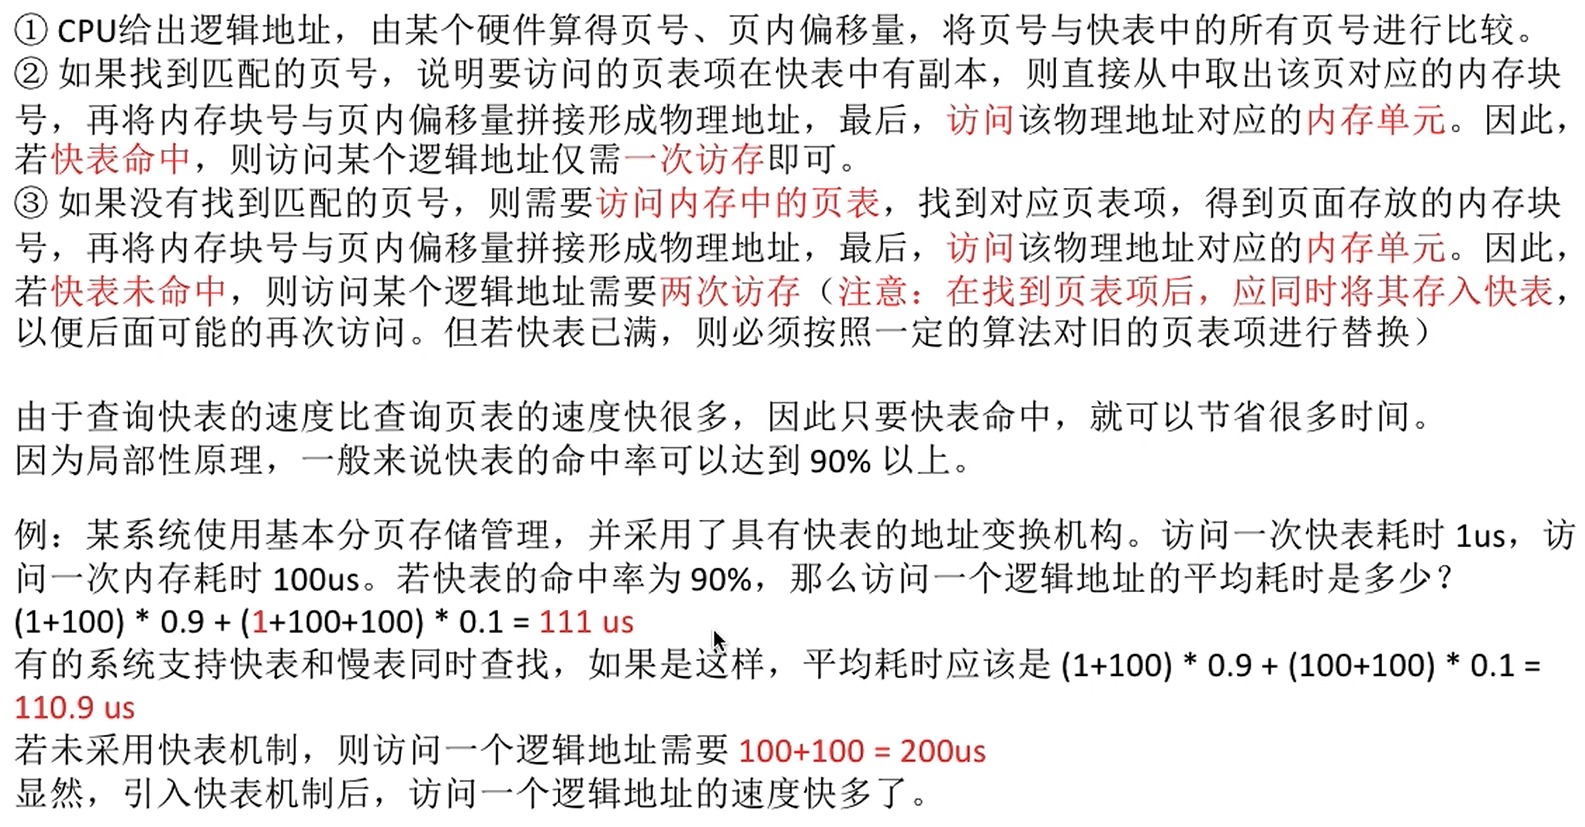 ① CPU给出逻辑地址，由某个硬件算得页号、页内偏移量，将页号与快表中的所有页号进行比较。
② 如果找到匹配的页号，说明要访问的页表项在快表中有副本，则直接从中取出该页对应的内存块
号，再将内存块号与页内偏移量拼接形成物理地址，最后，访问该物理地址对应的内存单元。因此，
若快表命中，则访问某个逻辑地址仅需一次访存即可。
③ 如果没有找到匹配的页号，则需要访问内存中的页表，找到对应页表项，得到页面存放的内存块
号，再将内存块号与页内偏移量拼接形成物理地址，最后，访问该物理地址对应的内存单元。因此，
若快表未命中，则访问某个逻辑地址需要两次访存（注意：在找到页表项后，应同时将其存入快表，
以便后面可能的再次访问。但若快表已满，则必须按照一定的算法对旧的页表项进行替换）
由于查询快表的速度比查询页表的速度快很多，因此只要快表命中，就可以节省很多时间。
因为局部性原理，一般来说快表的命中率可以达到 90% 以上。
例：某系统使用基本分页存储管理，并采用了具有快表的地址变换机构。访问一次快表耗时 1us，访
问一次内存耗时 100us。若快表的命中率为 90%，那么访问一个逻辑地址的平均耗时是多少？
(1+100) * 0.9 + (1+100+100) * 0.1 = 111 us
有的系统支持快表和慢表同时查找，如果是这样，平均耗时应该是 (1+100) * 0.9 + (100+100) * 0.1 =
110.9 us
若未采用快表机制，则访问一个逻辑地址需要 100+100 = 200us
显然，引入快表机制后，访问一个逻辑地址的速度快多了。